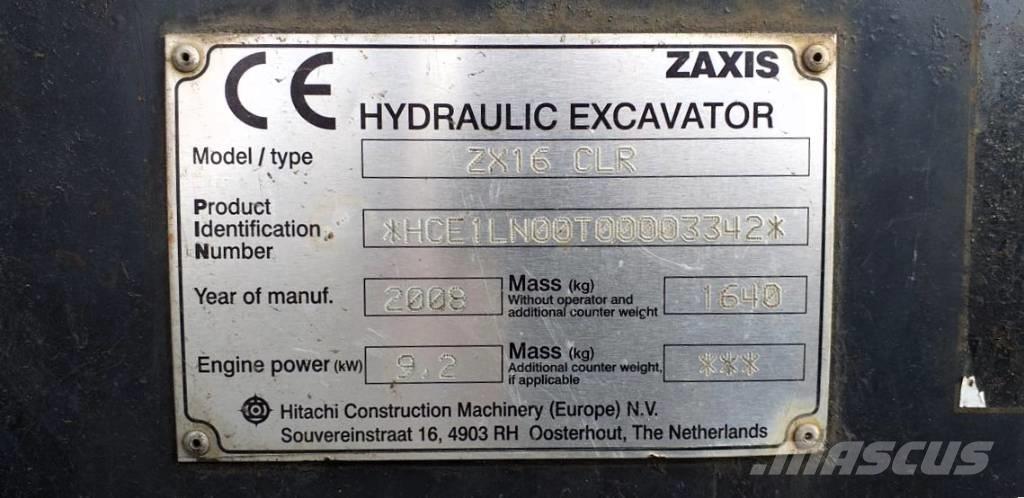 CE ZAXIS
HYDRAULIC EXCAVATOR
Model / type ZX16 CLR
Product
Identification *HCE1LN00T00003342*
Number
Year of manuf. 2008 Mass (kg) 1640
Without operator and
additional counter weight
Engine power (kW) 9.2 Mass (kg) ***
Additional counter weight,
if applicable
Hitachi Construction Machinery (Europe) N.V.
Souvereinstraat 16, 4903 RH Oosterhout, The Netherlands
MASCUS